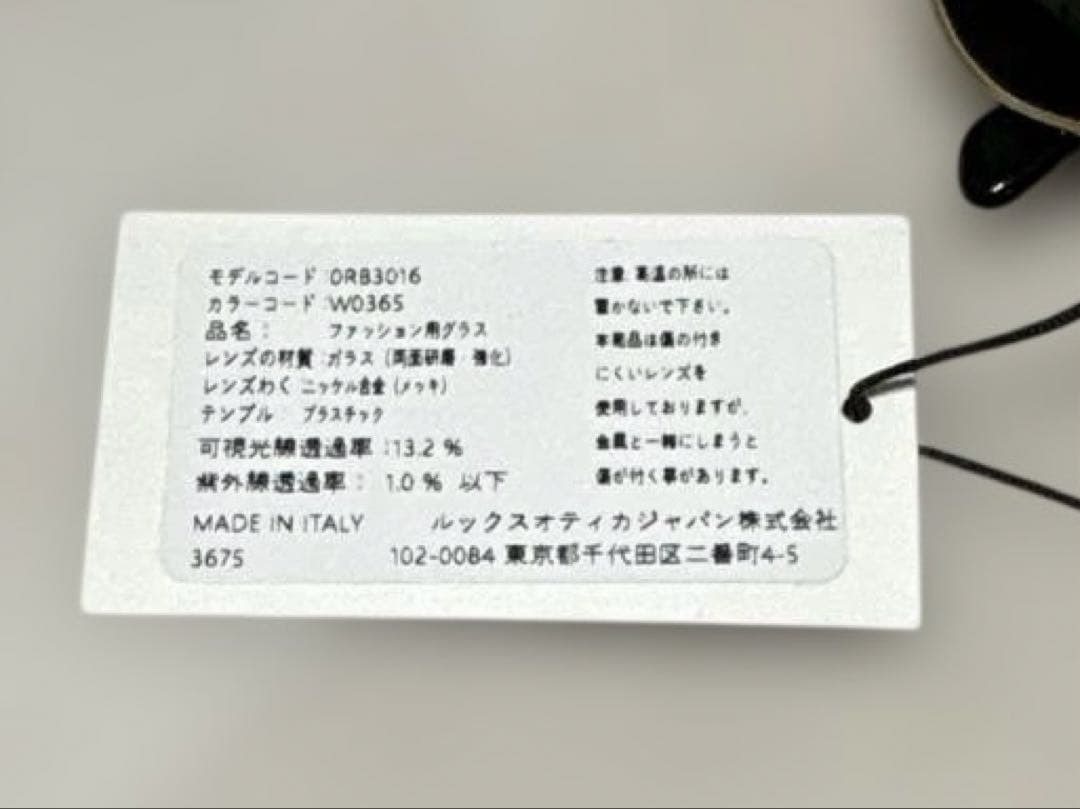 モデルコード :0RB3016
カラーコード :W0365
品名 : ファッション用グラス
レンズの材質 :ガラス (両面研磨 強化)
レンズわく ニッケル合金 (メッキ)
テンプル プラスチック
可視光線透過率 :13.2 %
紫外線透過率 : 1.0 % 以下
注意 高温の所には
置かないで下さい。
本商品は傷の付き
にくいレンズを
使用しておりますが、
金属と一緒にしまうと
傷が付く事があります。
MADE IN ITALY ルックスオティカジャパン株式会社
3675 102-0084 東京都千代田区二番町4-5